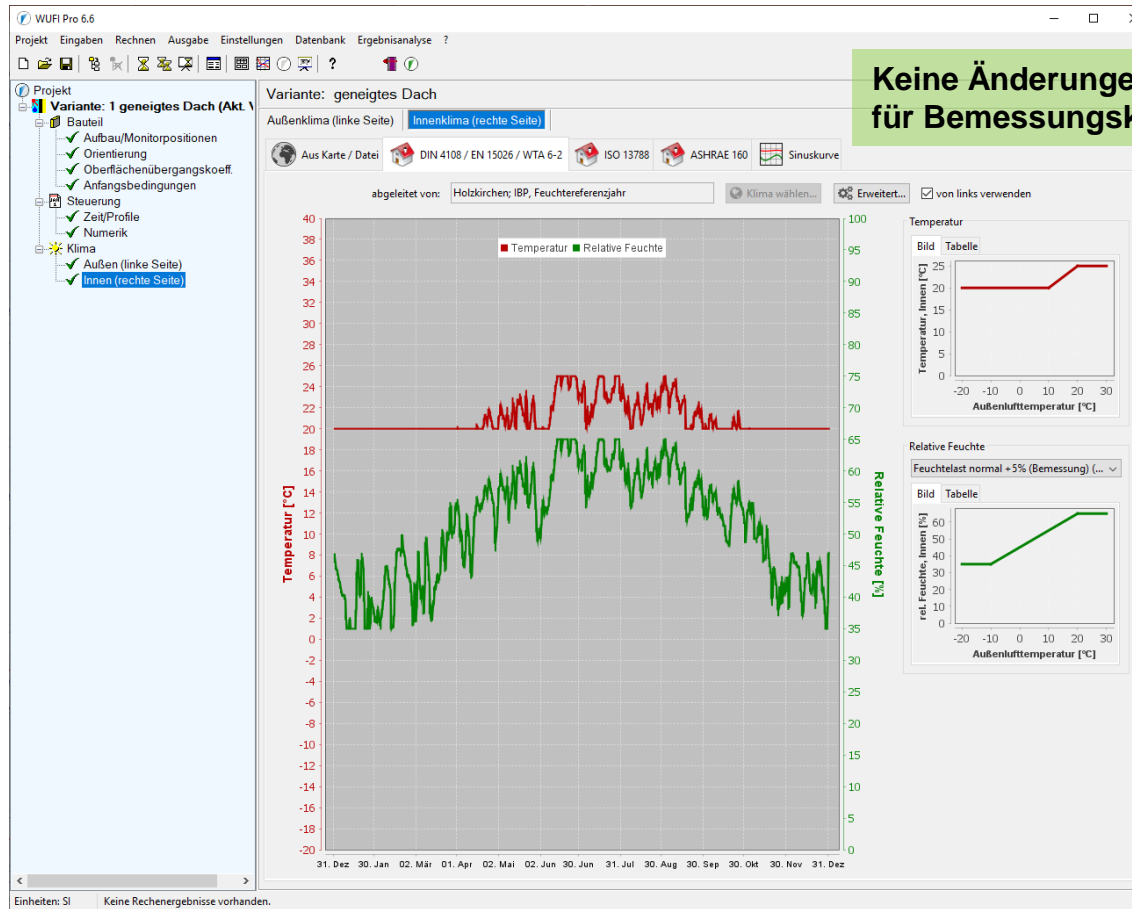 WUFI Pro 6.6
Projekt Eingaben Rechnen Ausgabe Einstellungen Datenbank Ergebnisanalyse ?
Keine Änderunge
für Bemessungsk
Projekt
Variante: 1 geneigtes Dach (Akt. V
Bauteil
Aufbau/Monitorpositionen
Orientierung
Oberflächenübergangskoeff.
Anfangsbedingungen
Steuerung
Zeit/Profile
Numerik
Klima
Außen (linke Seite)
Innen (rechte Seite)
Variante: geneigtes Dach
Außenklima (linke Seite) Innenklima (rechte Seite)
Aus Karte / Datei DIN 4108 / EN 15026 / WTA 6-2 ISO 13788 ASHRAE 160 Sinuskurve
abgeleitet von: Holzkirchen; IBP, Feuchtereferenzjahr Klima wählen... Erweitert... von links verwenden
Temperatur Relative Feuchte
40
38
36
34
32
30
28
26
24
22
20
18
16
14
12
10
8
6
4
2
0
-2
-4
-6
-8
-10
-12
-14
-16
-18
-20
Temperatur [°C]
100
95
90
85
80
75
70
65
60
55
50
45
40
35
30
25
20
15
10
5
0
Relative Feuchte [%]
31. Dez 30. Jan 02. Mär 01. Apr 02. Mai 02. Jun 30. Jun 31. Jul 30. Aug 30. Sep 30. Okt 30. Nov 31. Dez
Temperatur
Bild Tabelle
Temperatur, Innen [°C]
25
20
15
10
5
0
-20 -10 0 10 20 30
Außenlufttemperatur [°C]
Relative Feuchte
Feuchtelast normal +5% (Bemessung) (...
Bild Tabelle
rel. Feuchte, Innen [%]
60
50
40
30
20
10
0
-20 -10 0 10 20 30
Außenlufttemperatur [°C]
Einheiten: SI Keine Rechenergebnisse vorhanden.